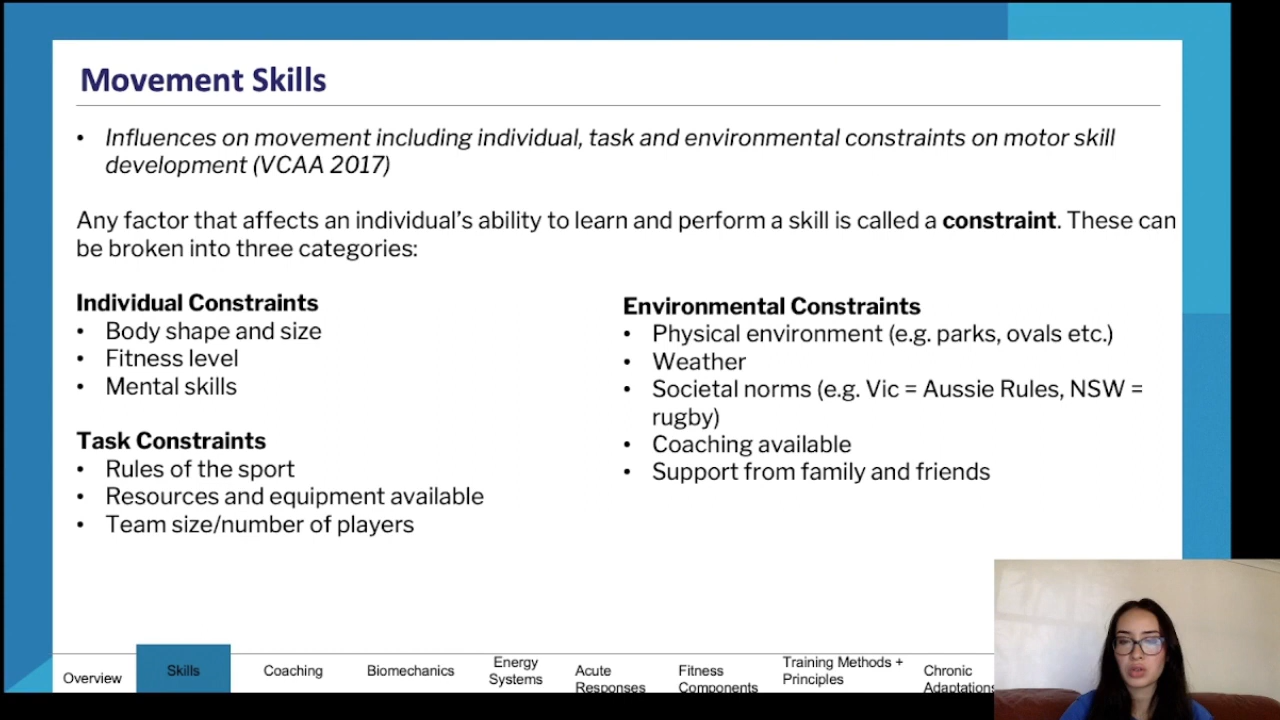 Movement Skills
• Influences on movement including individual, task and environmental constraints on motor skill
development (VCAA 2017)
Any factor that affects an individual’s ability to learn and perform a skill is called a constraint. These can
be broken into three categories:
Individual Constraints
• Body shape and size
• Fitness level
• Mental skills
Task Constraints
• Rules of the sport
• Resources and equipment available
• Team size/number of players
Environmental Constraints
• Physical environment (e.g. parks, ovals etc.)
• Weather
• Societal norms (e.g. Vic = Aussie Rules, NSW =
rugby)
• Coaching available
• Support from family and friends
Overview
Skills
Coaching
Biomechanics
Energy
Systems
Acute
Responses
Fitness
Components
Training Methods +
Principles
Chronic
Adaptations